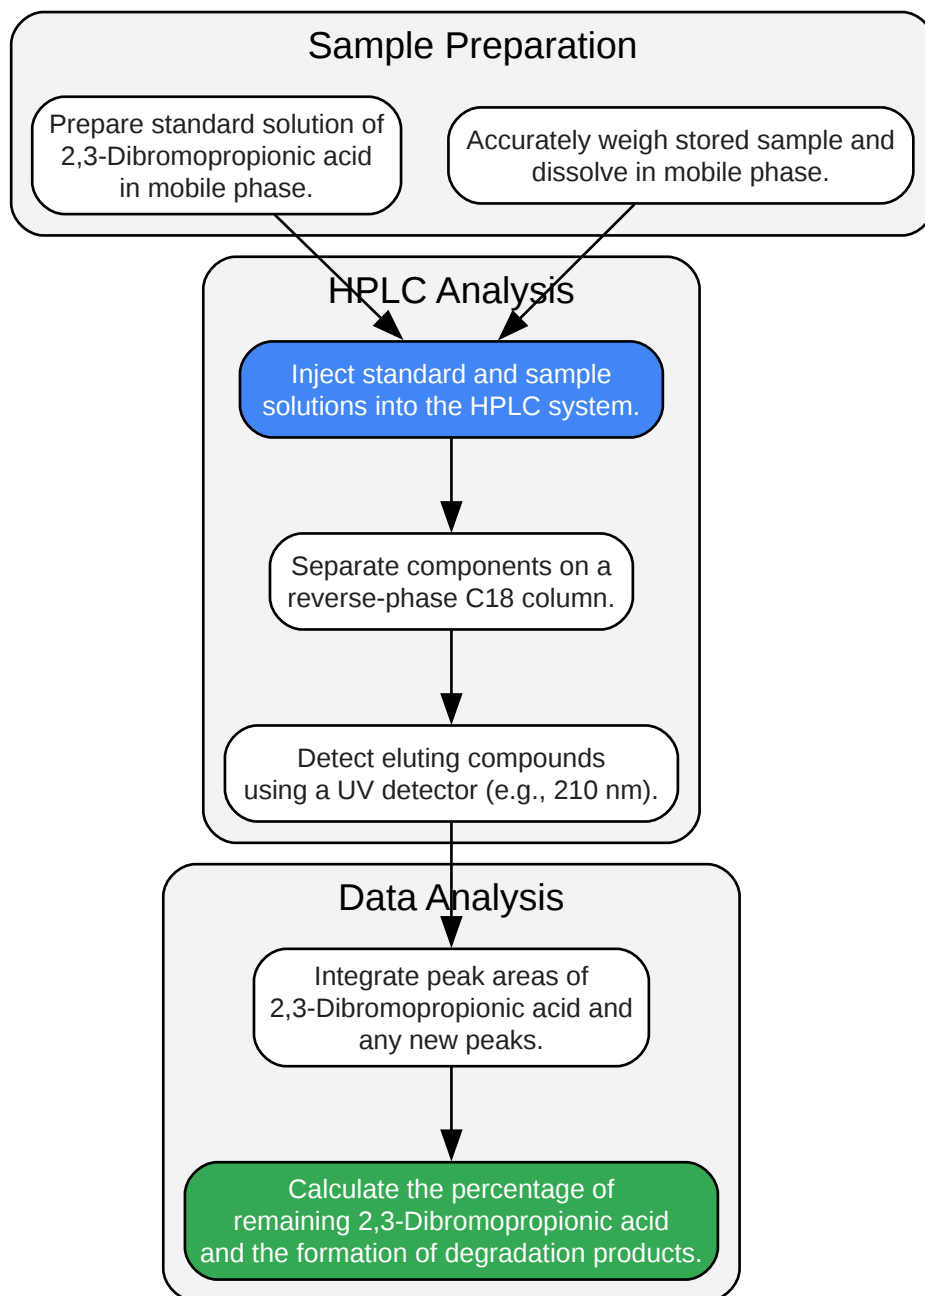 Sample Preparation
Prepare standard solution of
2,3-Dibromopropionic acid
in mobile phase.
Accurately weigh stored sample and
dissolve in mobile phase.
HPLC Analysis
Inject standard and sample
solutions into the HPLC system.
Separate components on a
reverse-phase C18 column.
Detect eluting compounds
using a UV detector (e.g., 210 nm).
Data Analysis
Integrate peak areas of
2,3-Dibromopropionic acid and
any new peaks.
Calculate the percentage of
remaining 2,3-Dibromopropionic acid
and the formation of degradation products.